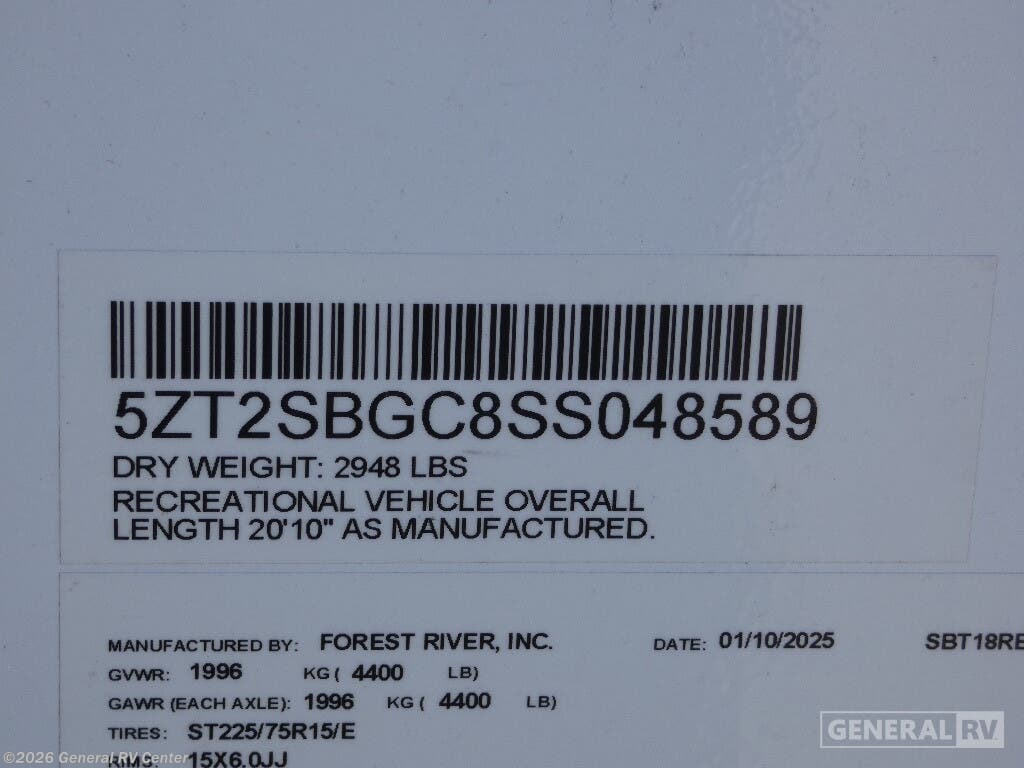 5ZT2SBGC8SS048589
DRY WEIGHT: 2948 LBS
RECREATIONAL VEHICLE OVERALL
LENGTH 20'10" AS MANUFACTURED.
MANUFACTURED BY: FOREST RIVER, INC. DATE: 01/10/2025 SBT18RE
GVWR: 1996 KG ( 4400 LB)
GAWR (EACH AXLE): 1996 KG ( 4400 LB)
TIRES: ST225/75R15/E
RIMS: 15X6.0JJ
GENERAL RV
©2026 General RV Center